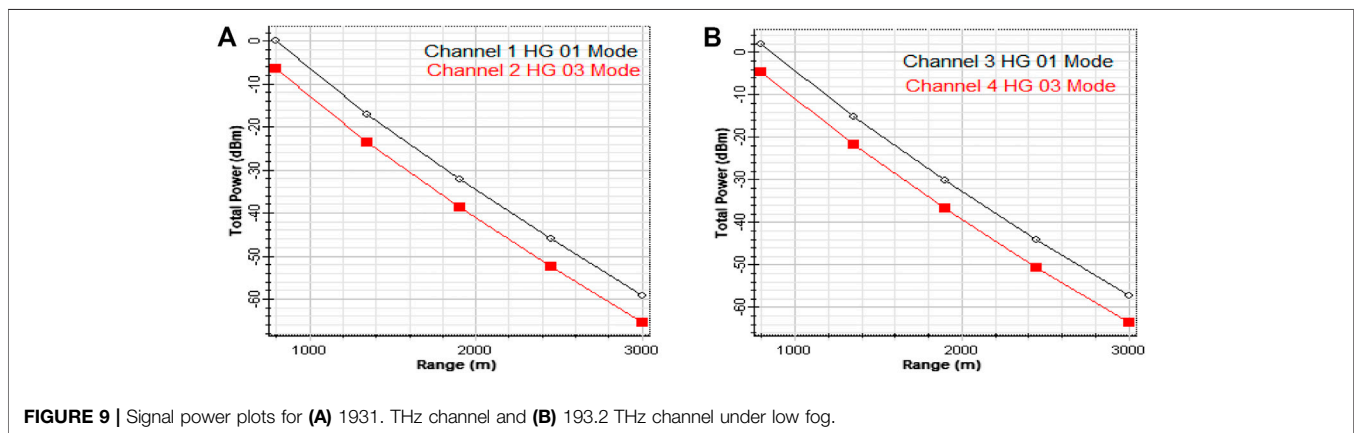 A
Channel 1 HG 01 Mode
Channel 2 HG 03 Mode
Total Power (dBm)
0
-10
-20
-30
-40
-50
-60
1000
2000
3000
Range (m)
B
Channel 3 HG 01 Mode
Channel 4 HG 03 Mode
Total Power (dBm)
0
-10
-20
-30
-40
-50
-60
1000
2000
3000
Range (m)
FIGURE 9 | Signal power plots for (A) 1931. THz channel and (B) 193.2 THz channel under low fog.